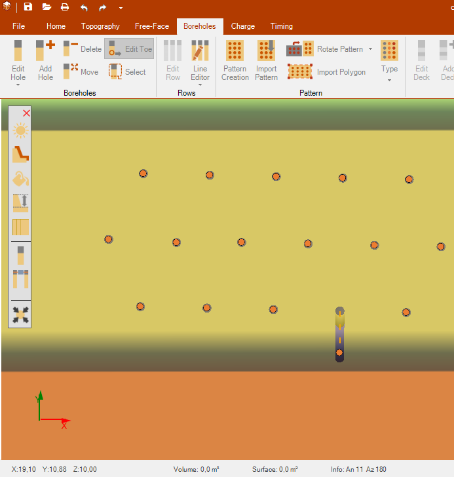 File Home Topography Free-Face Boreholes Charge Timing
Edit Hole
Add Hole
Delete
Move
Edit Toe
Select
Edit Row
Line Editor
Pattern Creation
Import Pattern
Rotate Pattern
Import Polygon
Type
Edit Deck
Add
Boreholes Rows Pattern
X
X:19,10 Y:10,88 Z:10,00 Volume: 0,0 m³ Surface: 0,0 m² Info: An 11 Az 180